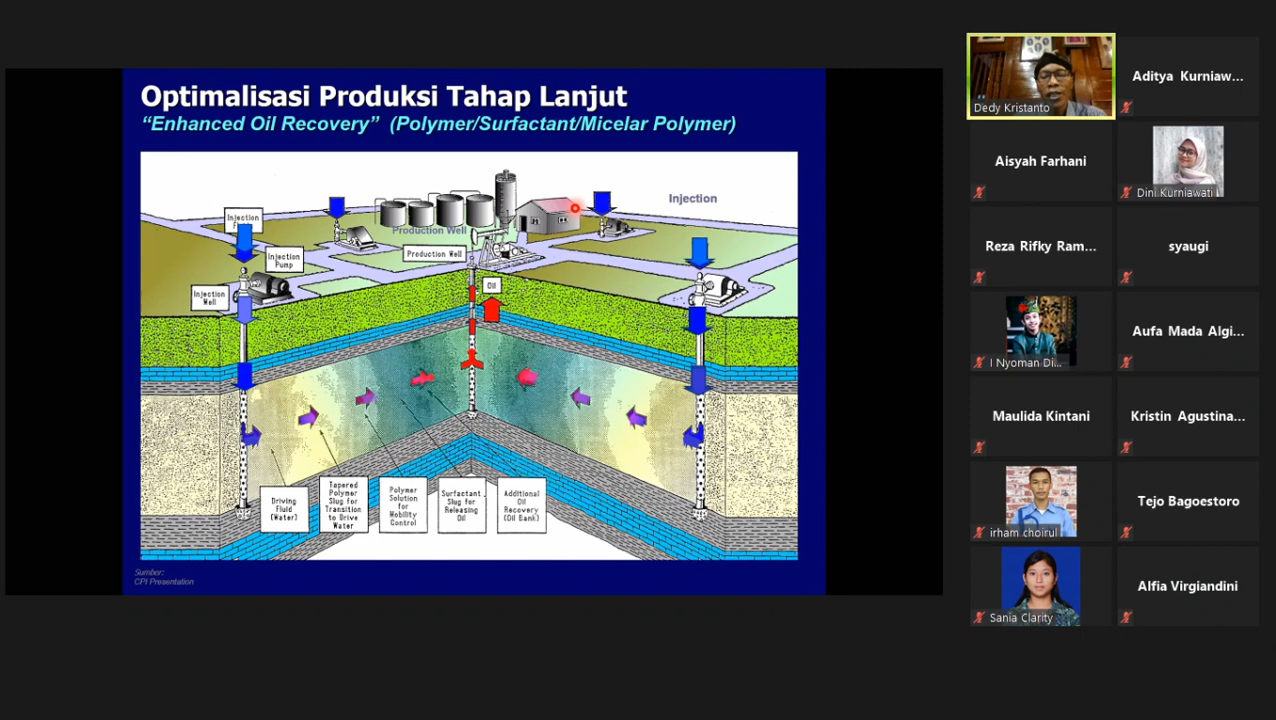 Optimalisasi Produksi Tahap Lanjut
“Enhanced Oil Recovery” (Polymer/Surfactant/Micelar Polymer)
Injection
Production Well
Injection
Injection
Pump
Production Well
Injection
Well
Oil
Driving
Fluid
(Water)
Tapered
Polymer
Slug for
Transition
to Drive
Water
Polymer
Solution
for
Mobility
Control
Surfactant
Slug for
Releasing
Oil
Additional
Oil
Recovery
(Oil Bank)
Sumber:
CPI Presentation
Dedy Kristanto
Aditya Kurniaw...
Aisyah Farhani
Dini Kurniawati
Reza Rifky Ram...
syaugi
I Nyoman Di...
Aufa Mada Algi...
Maulida Kintani
Kristin Agustina...
irham choirul
Tejo Bagoestoro
Sania Clarity
Alfia Virgiandini